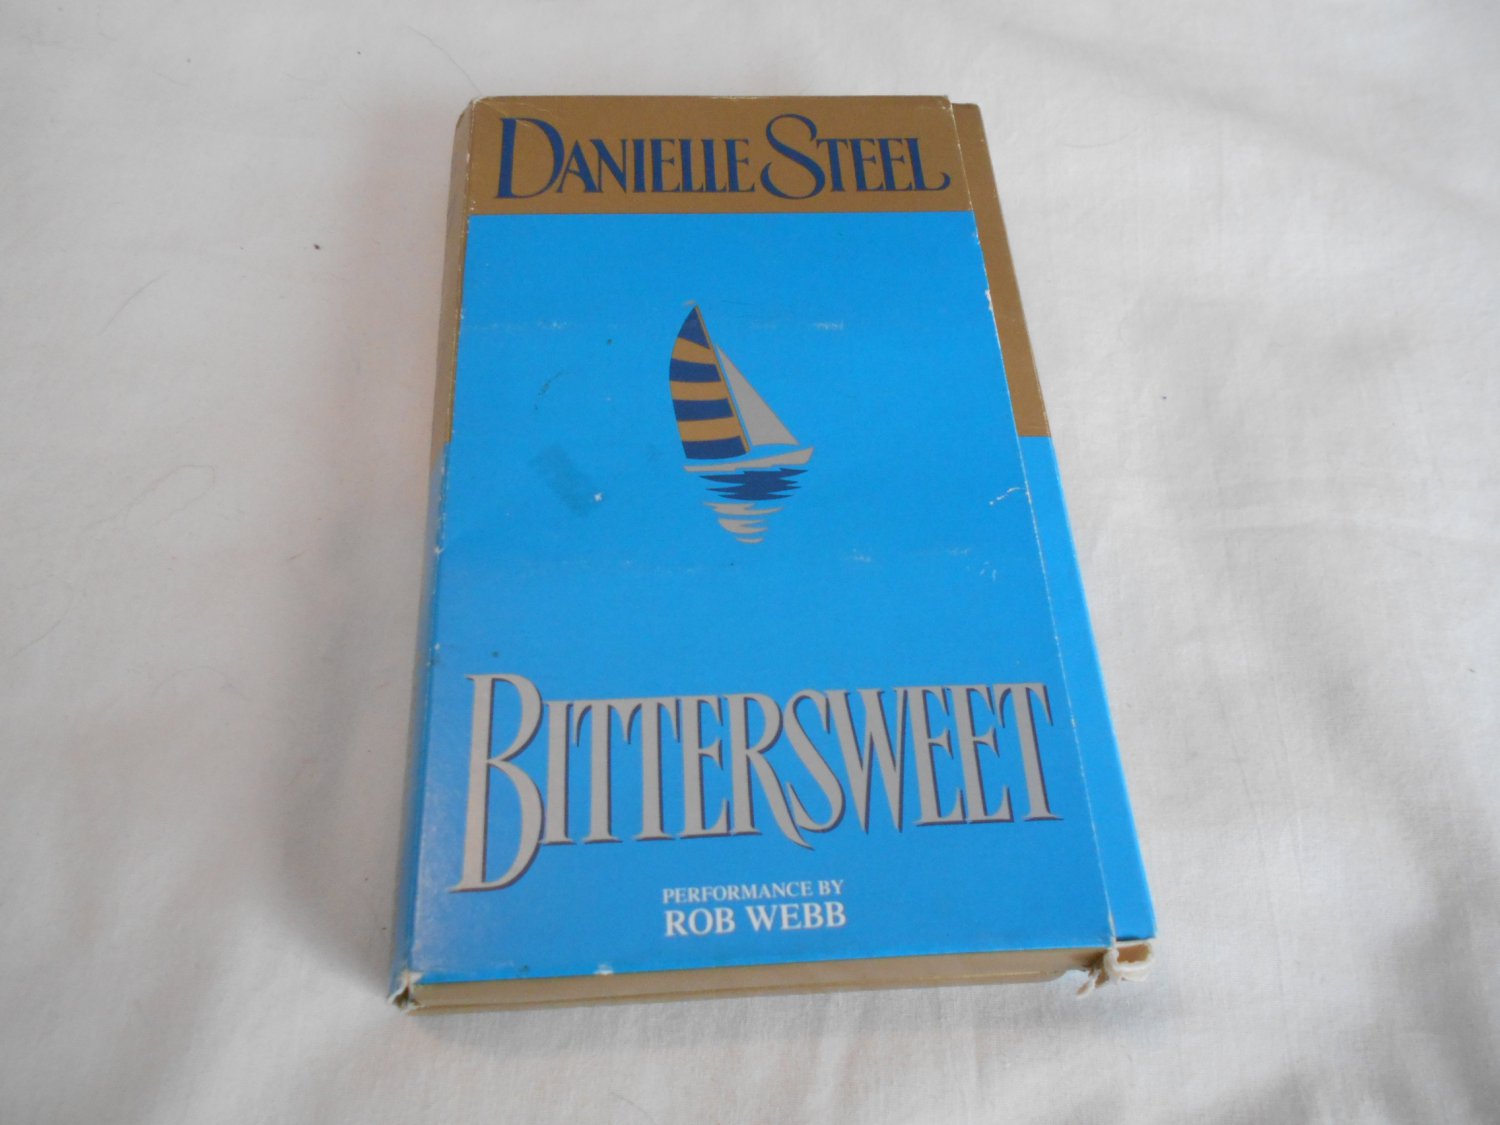 DANIELLE STEEL
BITTERSWEET
PERFORMANCE BY
ROB WEBB